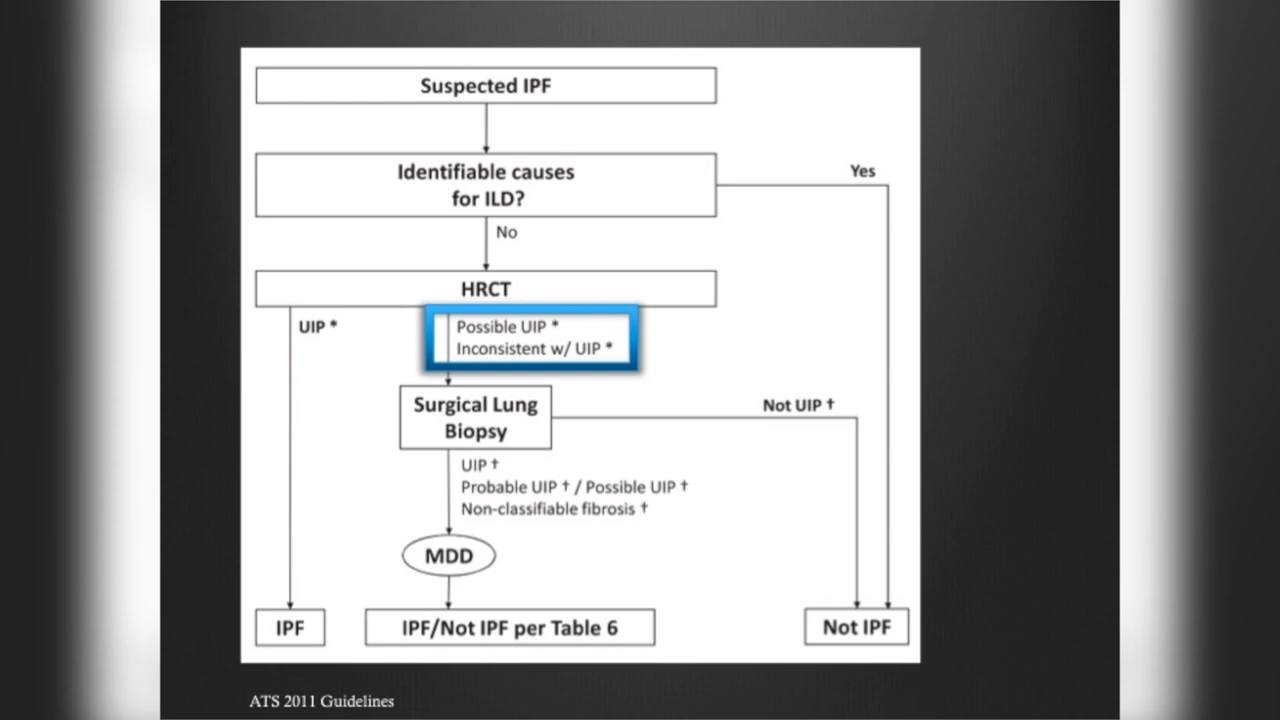 Suspected IPF
Identifiable causes
for ILD?
Yes
No
HRCT
UIP *
Possible UIP *
Inconsistent w/ UIP *
Surgical Lung
Biopsy
Not UIP †
UIP †
Probable UIP † / Possible UIP †
Non-classifiable fibrosis †
MDD
IPF
IPF/Not IPF per Table 6
Not IPF
ATS 2011 Guidelines